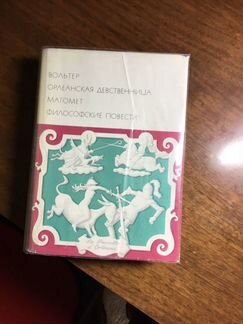 ВОЛЬТЕР
ОРЛЕАНСКАЯ ДЕВСТВЕННИЦА
МАГОМЕТ
ФИЛОСОФСКИЕ ПОВЕСТИ